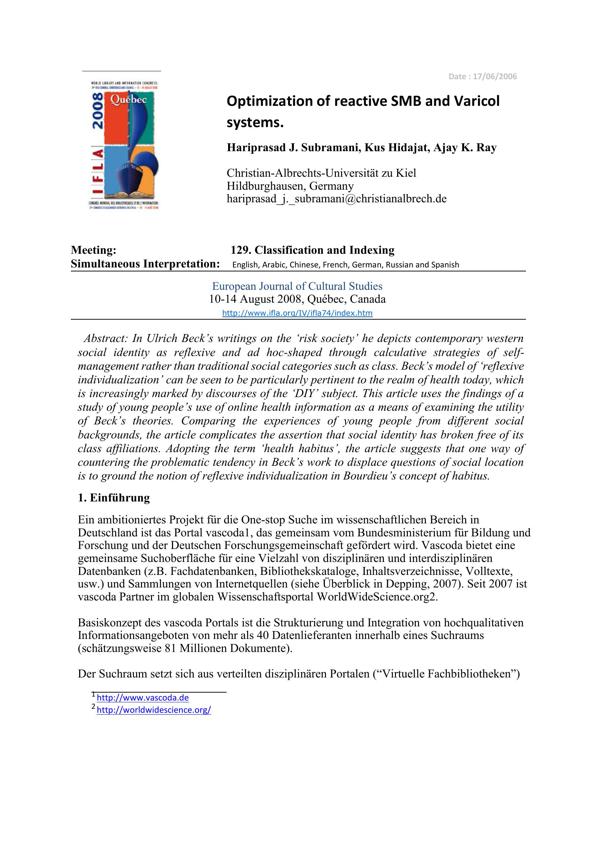 Date : 17/06/2006
WORLD LIBRARY AND INFORMATION CONGRESS:
Québec
IFLA 2008
Optimization of reactive SMB and Varicol
systems.
Hariprasad J. Subramani, Kus Hidajat, Ajay K. Ray
Christian-Albrechts-Universität zu Kiel
Hildburghausen, Germany
hariprasad_j._subramani@christianalbrech.de
Meeting: 129. Classification and Indexing
Simultaneous Interpretation: English, Arabic, Chinese, French, German, Russian and Spanish
European Journal of Cultural Studies
10-14 August 2008, Québec, Canada
http://www.ifla.org/IV/ifla74/index.htm
Abstract: In Ulrich Beck’s writings on the ‘risk society’ he depicts contemporary western
social identity as reflexive and ad hoc-shaped through calculative strategies of self-
management rather than traditional social categories such as class. Beck’s model of ‘reflexive
individualization’ can be seen to be particularly pertinent to the realm of health today, which
is increasingly marked by discourses of the ‘DIY’ subject. This article uses the findings of a
study of young people’s use of online health information as a means of examining the utility
of Beck’s theories. Comparing the experiences of young people from different social
backgrounds, the article complicates the assertion that social identity has broken free of its
class affiliations. Adopting the term ‘health habitus’, the article suggests that one way of
countering the problematic tendency in Beck’s work to displace questions of social location
is to ground the notion of reflexive individualization in Bourdieu’s concept of habitus.
1. Einführung
Ein ambitioniertes Projekt für die One-stop Suche im wissenschaftlichen Bereich in
Deutschland ist das Portal vascoda1, das gemeinsam vom Bundesministerium für Bildung und
Forschung und der Deutschen Forschungsgemeinschaft gefördert wird. Vascoda bietet eine
gemeinsame Suchoberfläche für eine Vielzahl von disziplinären und interdisziplinären
Datenbanken (z.B. Fachdatenbanken, Bibliothekskataloge, Inhaltsverzeichnisse, Volltexte,
usw.) und Sammlungen von Internetquellen (siehe Überblick in Depping, 2007). Seit 2007 ist
vascoda Partner im globalen Wissenschaftsportal WorldWideScience.org2.
Basiskonzept des vascoda Portals ist die Strukturierung und Integration von hochqualitativen
Informationsangeboten von mehr als 40 Datenlieferanten innerhalb eines Suchraums
(schätzungsweise 81 Millionen Dokumente).
Der Suchraum setzt sich aus verteilten disziplinären Portalen (“Virtuelle Fachbibliotheken”)
1 http://www.vascoda.de
2 http://worldwidescience.org/